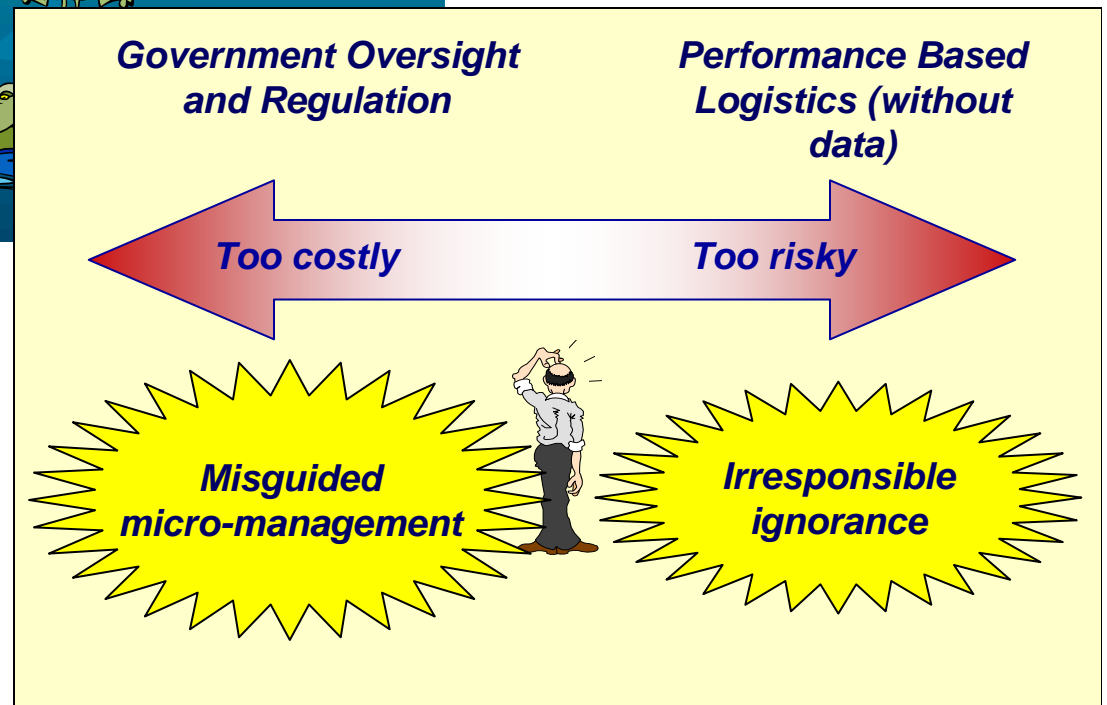 Government Oversight
and Regulation
Performance Based
Logistics (without
data)
Too costly
Too risky
Misguided
micro-management
Irresponsible
ignorance